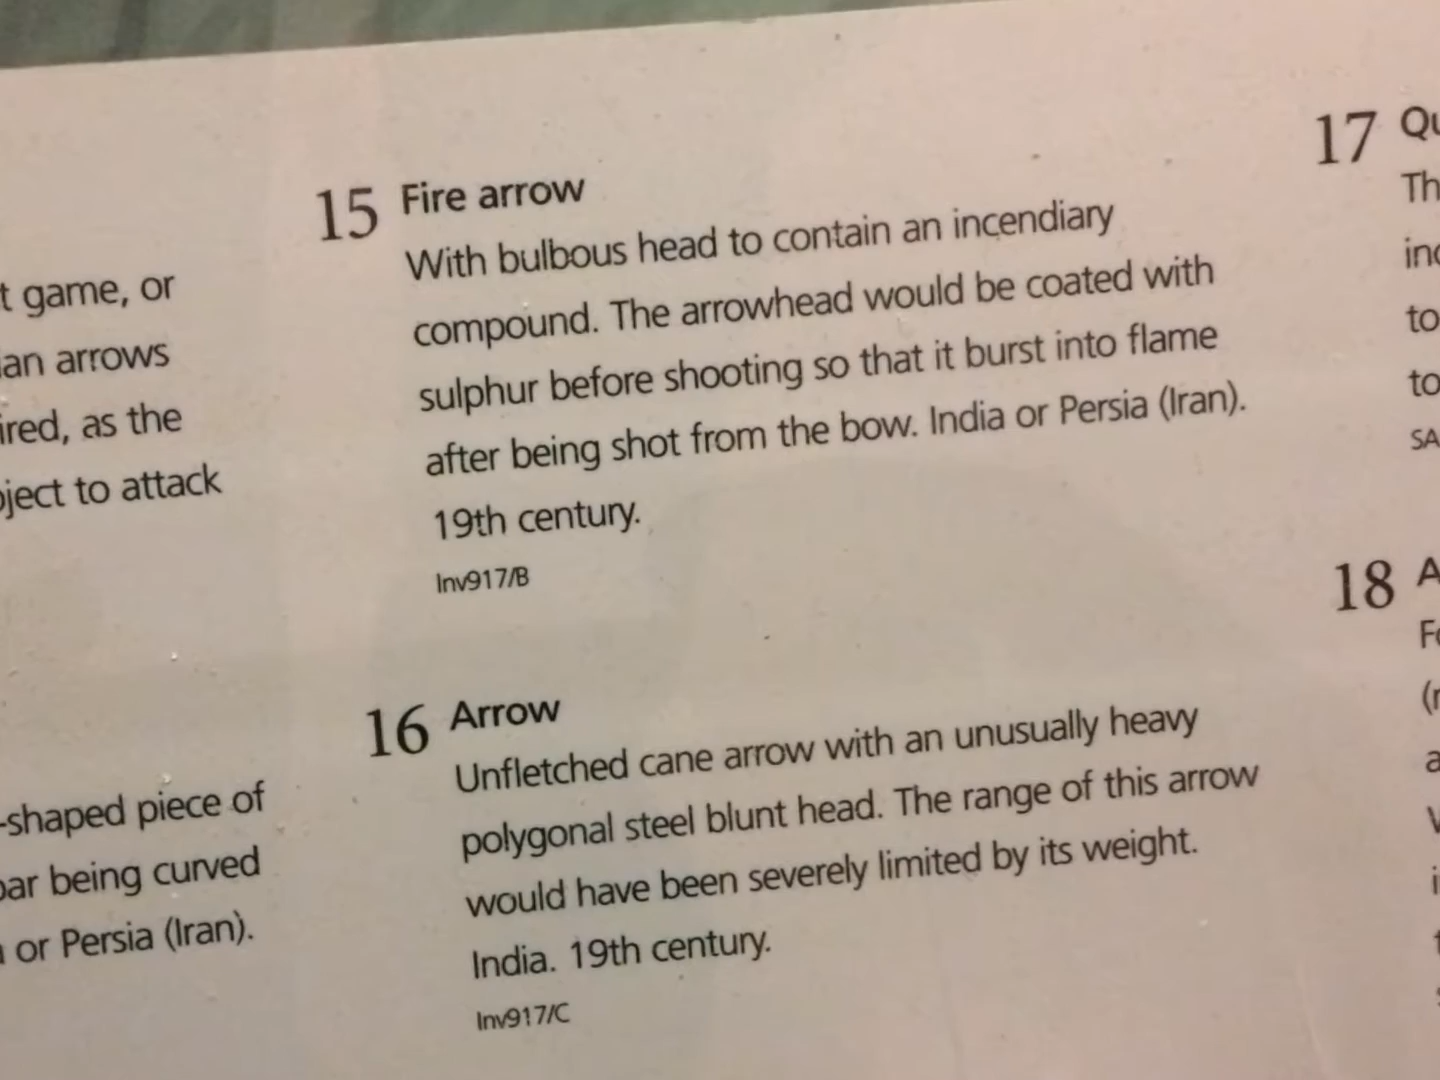 t game, or
arrows
as the
to attack
-shaped piece of
being curved
or Persia (Iran).
15 Fire arrow
With bulbous head to contain an incendiary
compound. The arrowhead would be coated with
sulphur before shooting so that it burst into flame
after being shot from the bow. India or Persia (Iran).
19th century.
Inv917/B
16 Arrow
Unfletched cane arrow with an unusually heavy
polygonal steel blunt head. The range of this arrow
would have been severely limited by its weight.
India. 19th century.
Inv917/C
17
to
to
SA
18